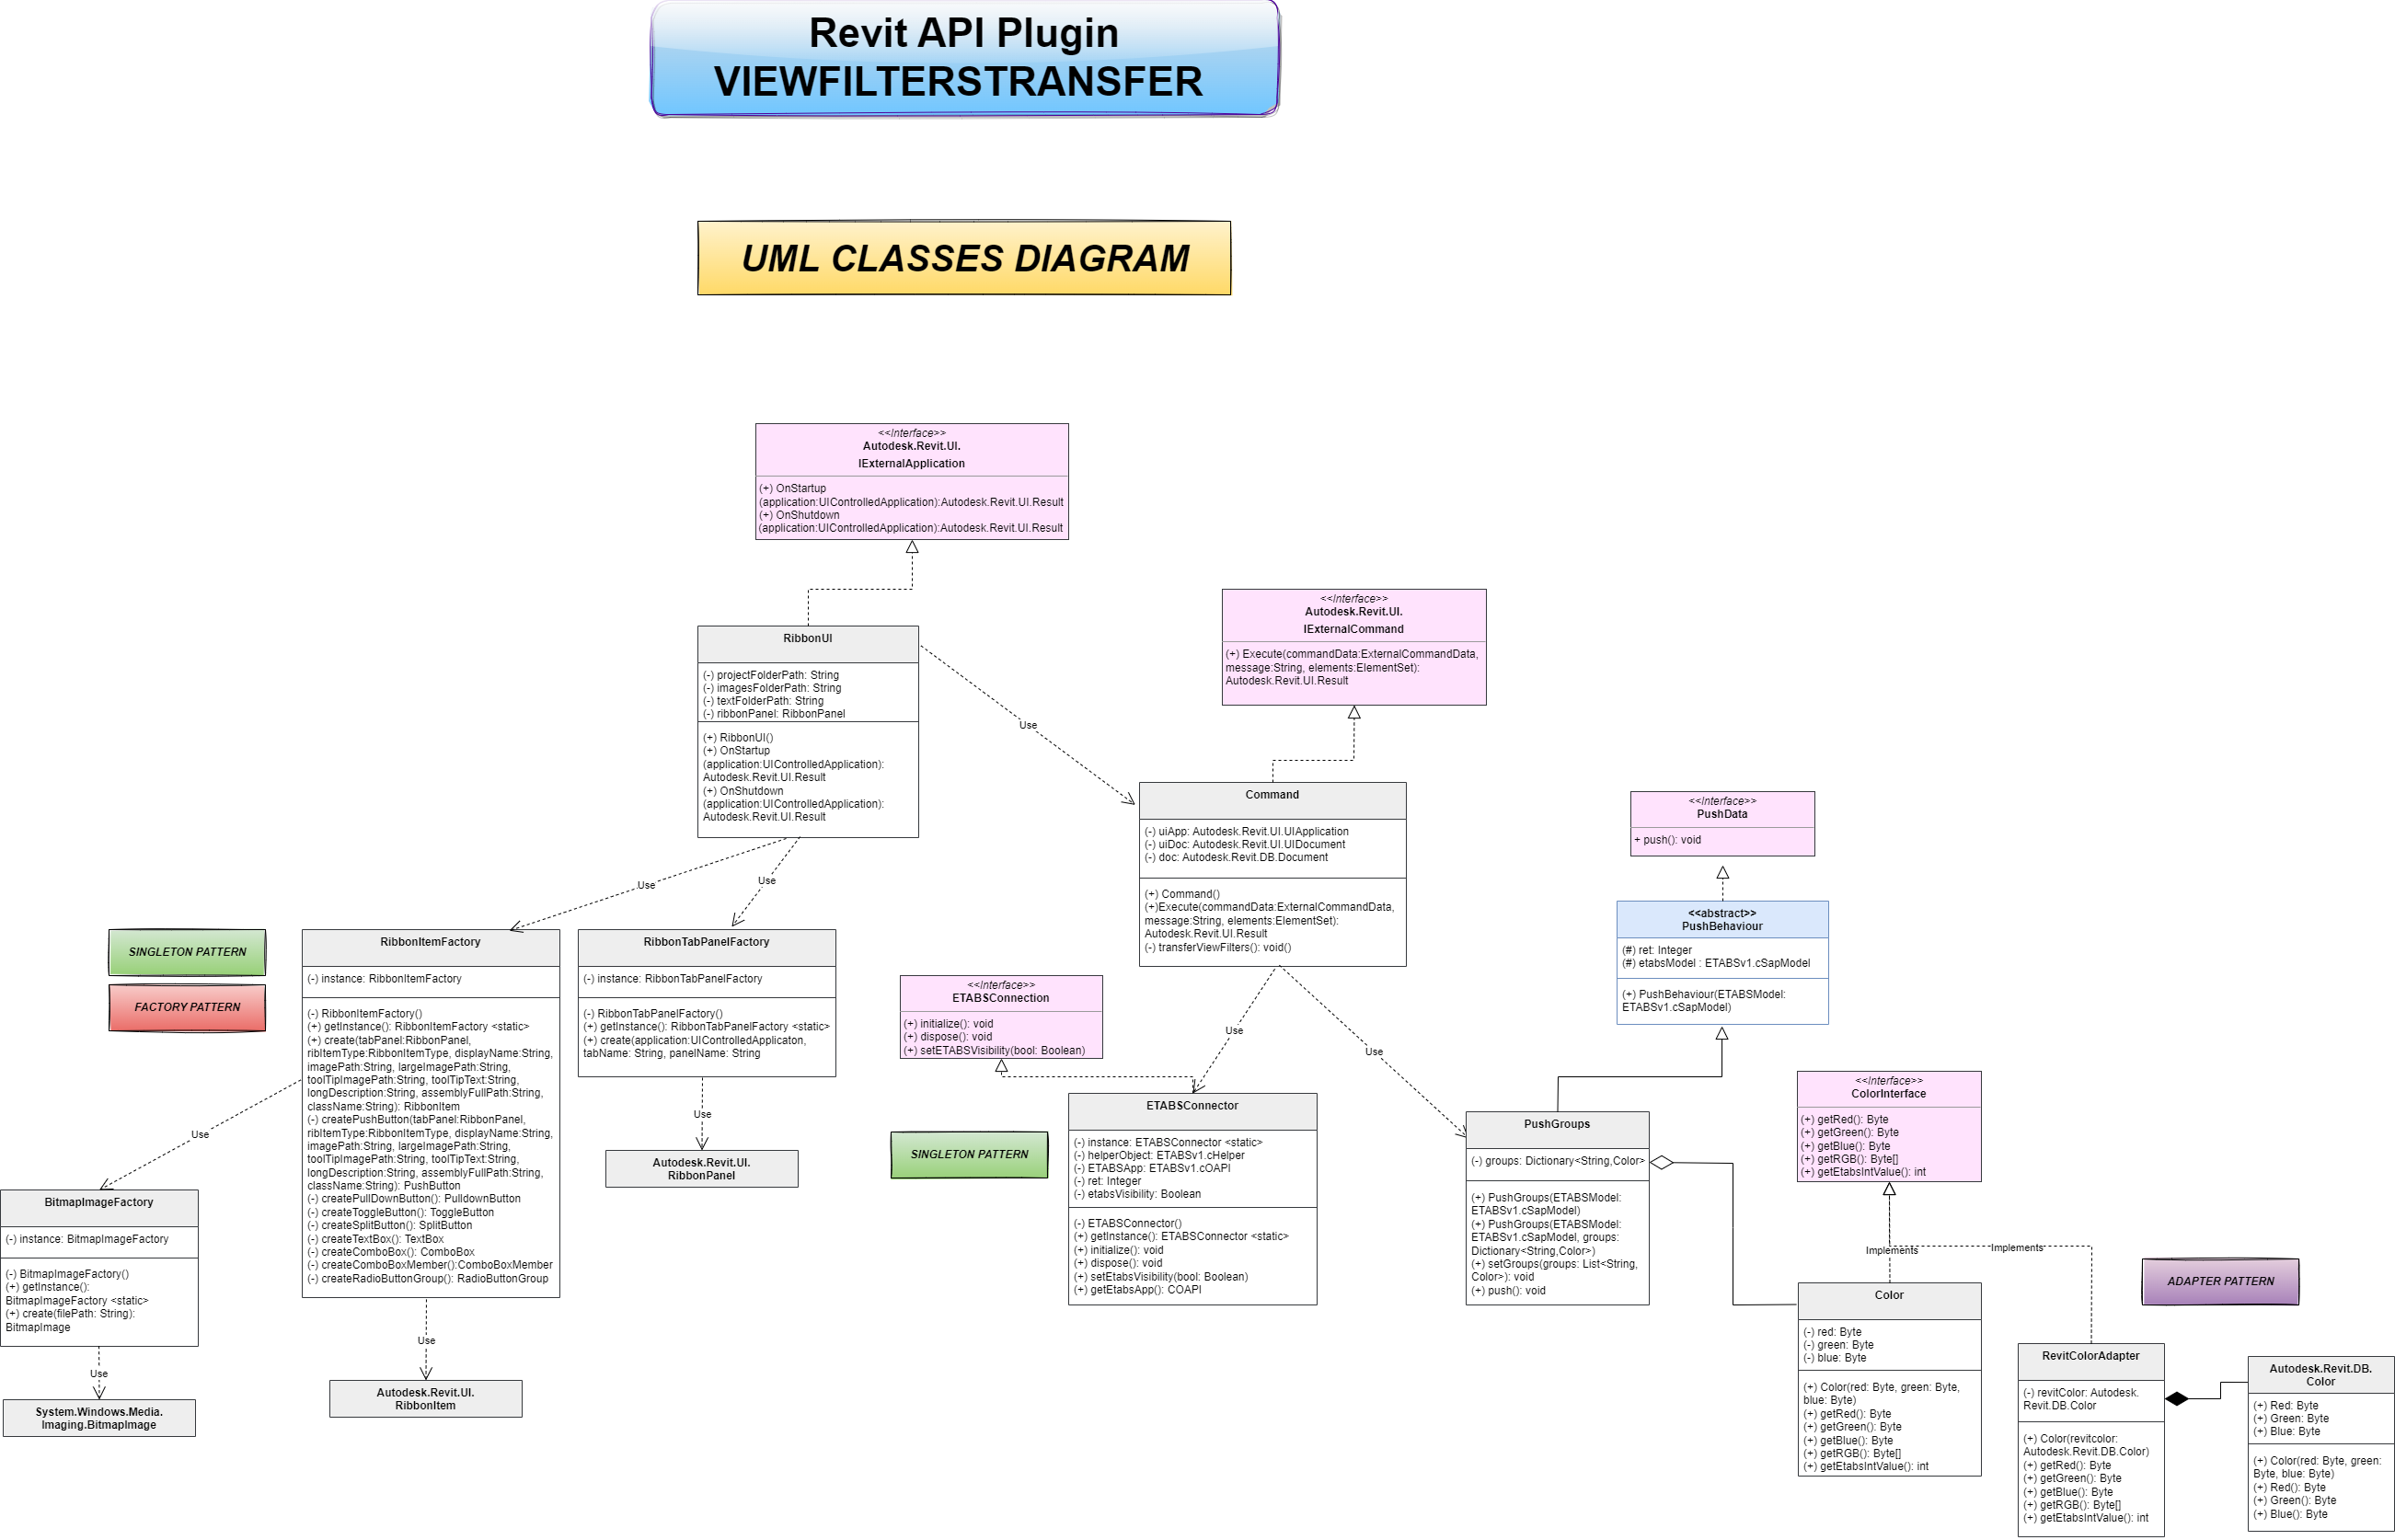 Revit API Plugin
VIEWFILTERSTRANSFER
UML CLASSES DIAGRAM
<<Interface>>
Autodesk.Revit.UI.
IExternalApplication
(+) OnStartup
(application:UIControlledApplication):Autodesk.Revit.UI.Result
(+) OnShutdown
(application:UIControlledApplication):Autodesk.Revit.UI.Result
<<Interface>>
Autodesk.Revit.UI.
IExternalCommand
(+) Execute(commandData:ExternalCommandData,
message:String, elements:ElementSet):
Autodesk.Revit.UI.Result
RibbonUI
(-) projectFolderPath: String
(-) imagesFolderPath: String
(-) textFolderPath: String
(-) ribbonPanel: RibbonPanel
(+) RibbonUI()
(+) OnStartup
(application:UIControlledApplication):
Autodesk.Revit.UI.Result
(+) OnShutdown
(application:UIControlledApplication):
Autodesk.Revit.UI.Result
Use
Use
Use
Command
(-) uiApp: Autodesk.Revit.UI.UIApplication
(-) uiDoc: Autodesk.Revit.UI.UIDocument
(-) doc: Autodesk.Revit.DB.Document
(+) Command()
(+)Execute(commandData:ExternalCommandData,
message:String, elements:ElementSet):
Autodesk.Revit.UI.Result
(-) transferViewFilters(): void()
Use
Use
<<Interface>>
PushData
+ push(): void
<<abstract>>
PushBehaviour
(#) ret: Integer
(#) etabsModel : ETABSv1.cSapModel
(+) PushBehaviour(ETABSModel:
ETABSv1.cSapModel)
SINGLETON PATTERN
FACTORY PATTERN
RibbonItemFactory
(-) instance: RibbonItemFactory
(-) RibbonItemFactory()
(+) getInstance(): RibbonItemFactory <static>
(+) create(tabPanel:RibbonPanel,
ribItemType:RibbonItemType, displayName:String,
imagePath:String, largeImagePath:String,
toolTipImagePath:String, toolTipText:String,
longDescription:String, assemblyFullPath:String,
className:String): RibbonItem
(-) createPushButton(tabPanel:RibbonPanel,
ribItemType:RibbonItemType, displayName:String,
imagePath:String, largeImagePath:String,
toolTipImagePath:String, toolTipText:String,
longDescription:String, assemblyFullPath:String,
className:String): PushButton
(-) createPullDownButton(): PulldownButton
(-) createToggleButton(): ToggleButton
(-) createSplitButton(): SplitButton
(-) createTextBox(): TextBox
(-) createComboBox(): ComboBox
(-) createComboBoxMember():ComboBoxMember
(-) createRadioButtonGroup(): RadioButtonGroup
Use
Autodesk.Revit.UI.
RibbonItem
RibbonTabPanelFactory
(-) instance: RibbonTabPanelFactory
(-) RibbonTabPanelFactory()
(+) getInstance(): RibbonTabPanelFactory <static>
(+) create(application:UIControlledApplicaton,
tabName: String, panelName: String
Use
Autodesk.Revit.UI.
RibbonPanel
Use
BitmapImageFactory
(-) instance: BitmapImageFactory
(-) BitmapImageFactory()
(+) getInstance():
BitmapImageFactory <static>
(+) create(filePath: String):
BitmapImage
Use
System.Windows.Media.
Imaging.BitmapImage
<<Interface>>
ETABSConnection
(+) initialize(): void
(+) dispose(): void
(+) setETABSVisibility(bool: Boolean)
SINGLETON PATTERN
ETABSConnector
(-) instance: ETABSConnector <static>
(-) helperObject: ETABSv1.cHelper
(-) ETABSApp: ETABSv1.cOAPI
(-) ret: Integer
(-) etabsVisibility: Boolean
(-) ETABSConnector()
(+) getInstance(): ETABSConnector <static>
(+) initialize(): void
(+) dispose(): void
(+) setEtabsVisibility(bool: Boolean)
(+) getEtabsApp(): COAPI
PushGroups
(-) groups: Dictionary<String,Color>
(+) PushGroups(ETABSModel:
ETABSv1.cSapModel)
(+) PushGroups(ETABSModel:
ETABSv1.cSapModel, groups:
Dictionary<String,Color>)
(+) setGroups(groups: List<String,
Color>): void
(+) push(): void
<<Interface>>
ColorInterface
(+) getRed(): Byte
(+) getGreen(): Byte
(+) getBlue(): Byte
(+) getRGB(): Byte[]
(+) getEtabsIntValue(): int
Implements
Implements
ADAPTER PATTERN
Color
(-) red: Byte
(-) green: Byte
(-) blue: Byte
(+) Color(red: Byte, green: Byte,
blue: Byte)
(+) getRed(): Byte
(+) getGreen(): Byte
(+) getBlue(): Byte
(+) getRGB(): Byte[]
(+) getEtabsIntValue(): int
RevitColorAdapter
(-) revitColor: Autodesk.
Revit.DB.Color
(+) Color(revitcolor:
Autodesk.Revit.DB.Color)
(+) getRed(): Byte
(+) getGreen(): Byte
(+) getBlue(): Byte
(+) getRGB(): Byte[]
(+) getEtabsIntValue(): int
Autodesk.Revit.DB.
Color
(+) Red: Byte
(+) Green: Byte
(+) Blue: Byte
(+) Color(red: Byte, green:
Byte, blue: Byte)
(+) Red(): Byte
(+) Green(): Byte
(+) Blue(): Byte